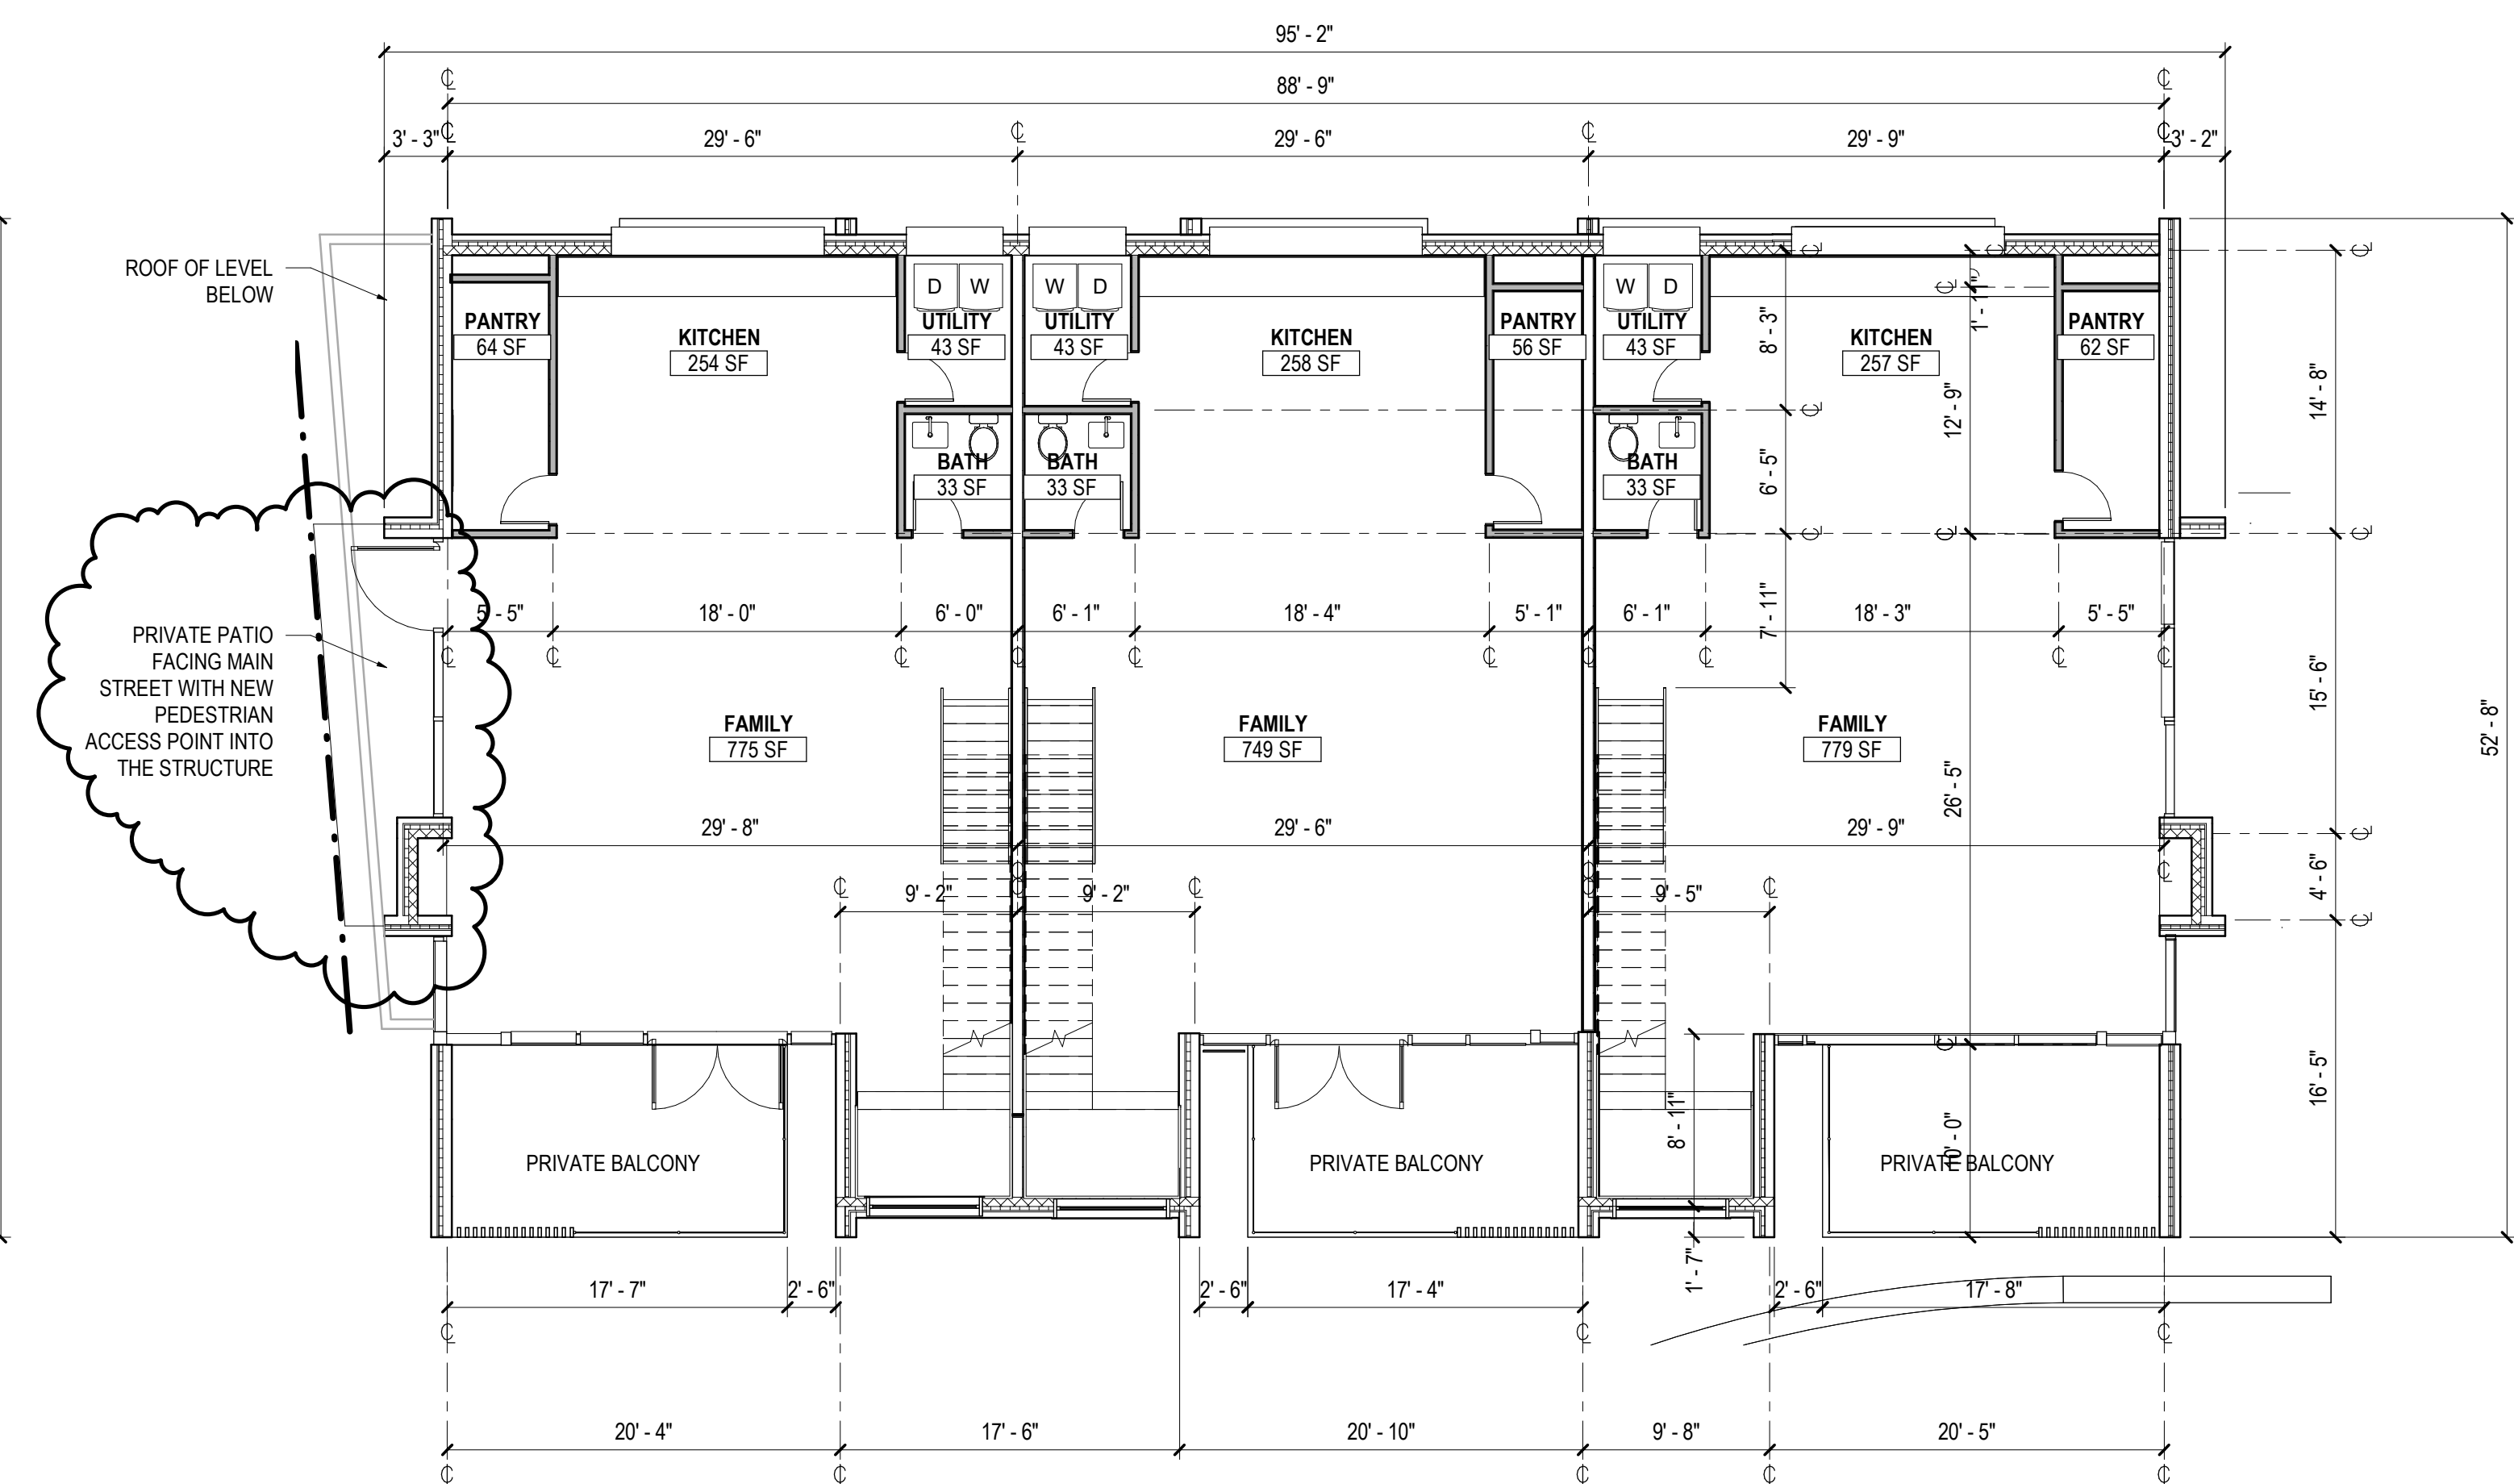 95' - 2"
88' - 9"
3' - 3"
29' - 6"
29' - 6"
29' - 9"
3' - 2"
ROOF OF LEVEL
BELOW
D W
W D
W D
PANTRY
64 SF
KITCHEN
254 SF
UTILITY
43 SF
UTILITY
43 SF
KITCHEN
258 SF
PANTRY
56 SF
UTILITY
43 SF
KITCHEN
257 SF
PANTRY
62 SF
8' - 3"
1' - 11"
12' - 9"
14' - 8"
6' - 5"
BATH
33 SF
BATH
33 SF
BATH
33 SF
5' - 5"
18' - 0"
6' - 0"
6' - 1"
18' - 4"
5' - 1"
6' - 1"
7' - 11"
18' - 3"
5' - 5"
PRIVATE PATIO
FACING MAIN
STREET WITH NEW
PEDESTRIAN
ACCESS POINT INTO
THE STRUCTURE
FAMILY
775 SF
FAMILY
749 SF
FAMILY
779 SF
15' - 6"
52' - 8"
26' - 5"
29' - 8"
29' - 6"
29' - 9"
4' - 6"
9' - 2"
9' - 2"
9' - 5"
16' - 5"
8' - 11"
10' - 0"
PRIVATE BALCONY
PRIVATE BALCONY
PRIVATE BALCONY
1' - 7"
17' - 7"
2' - 6"
2' - 6"
17' - 4"
2' - 6"
17' - 8"
20' - 4"
17' - 6"
20' - 10"
9' - 8"
20' - 5"